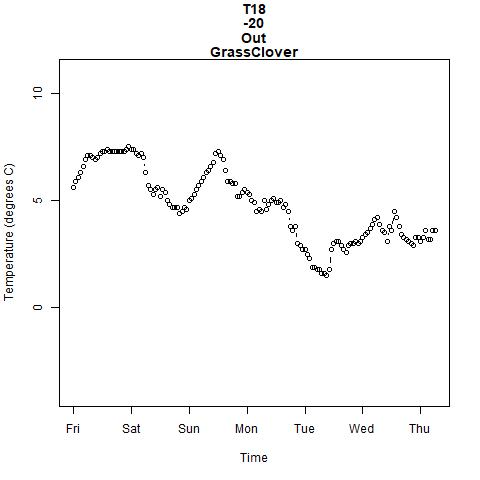 T18
-20
Out
GrassClover
Temperature (degrees C)
10
5
0
Fri Sat Sun Mon Tue Wed Thu
Time